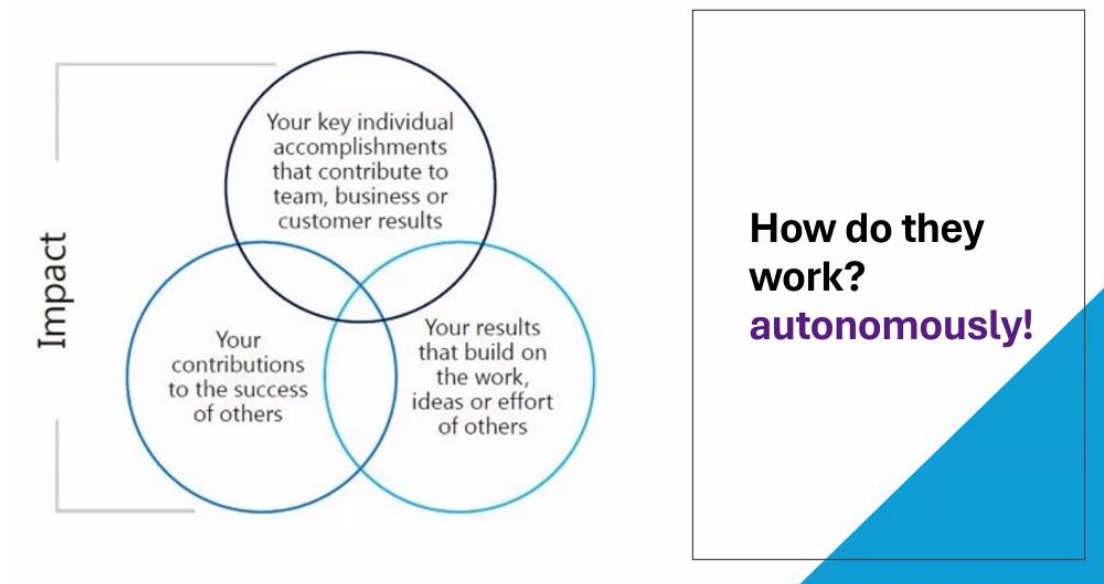 Impact
Your key individual
accomplishments
that contribute to
team, business or
customer results
Your
contributions
to the success
of others
Your results
that build on
the work,
ideas or effort
of others
How do they
work?
autonomously!